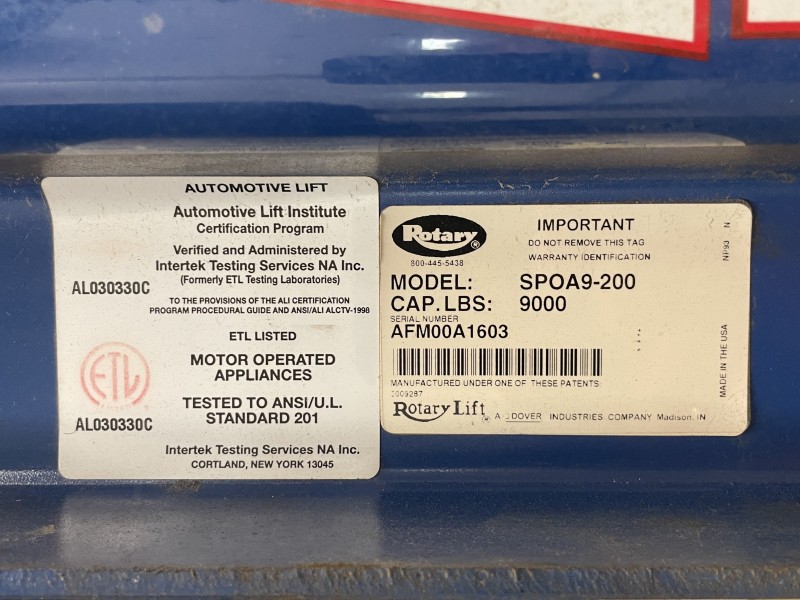 AUTOMOTIVE LIFT
Automotive Lift Institute
Certification Program
Verified and Administered by
Intertek Testing Services NA Inc.
(Formerly ETL Testing Laboratories)
AL030330C
TO THE PROVISIONS OF THE ALI CERTIFICATION
PROGRAM PROCEDURAL GUIDE AND ANSI/ALI ALCTV-1998
ETL LISTED
MOTOR OPERATED
APPLIANCES
ETL
TESTED TO ANSI/U.L.
STANDARD 201
AL030330C
Intertek Testing Services NA Inc.
CORTLAND, NEW YORK 13045
Rotary®
800-445-5438
IMPORTANT
DO NOT REMOVE THIS TAG
WARRANTY IDENTIFICATION
NP93 N
MODEL: SPOA9-200
CAP.LBS: 9000
SERIAL NUMBER
AFM00A1603
MADE IN THE USA
MANUFACTURED UNDER ONE OF THESE PATENTS:
Rotary Lift A DOVER INDUSTRIES COMPANY Madison, IN